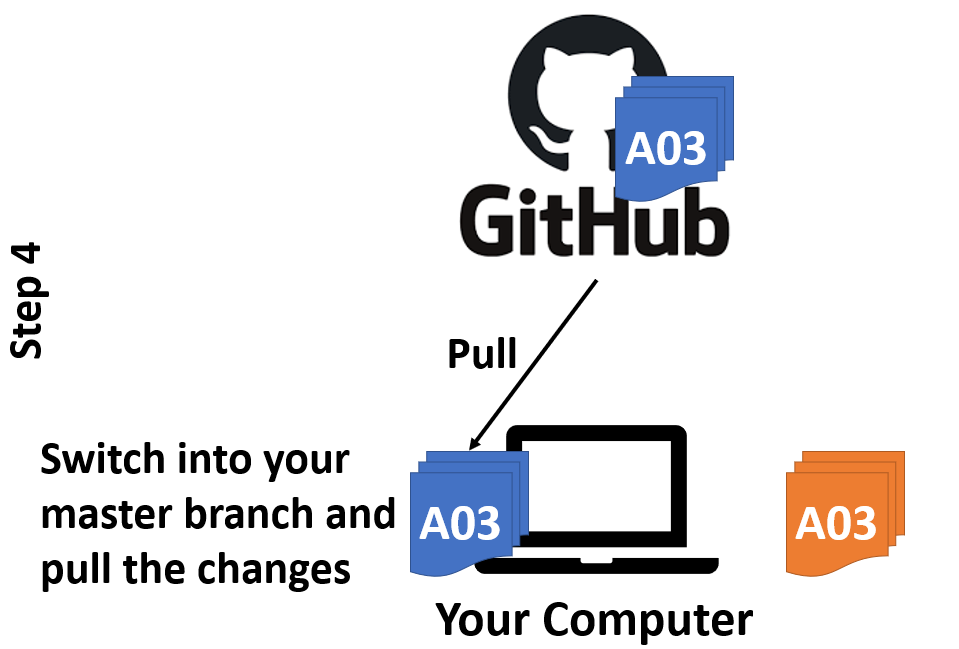 A03
GitHub
Step 4
Pull
Switch into your
master branch and
pull the changes
A03
A03
Your Computer